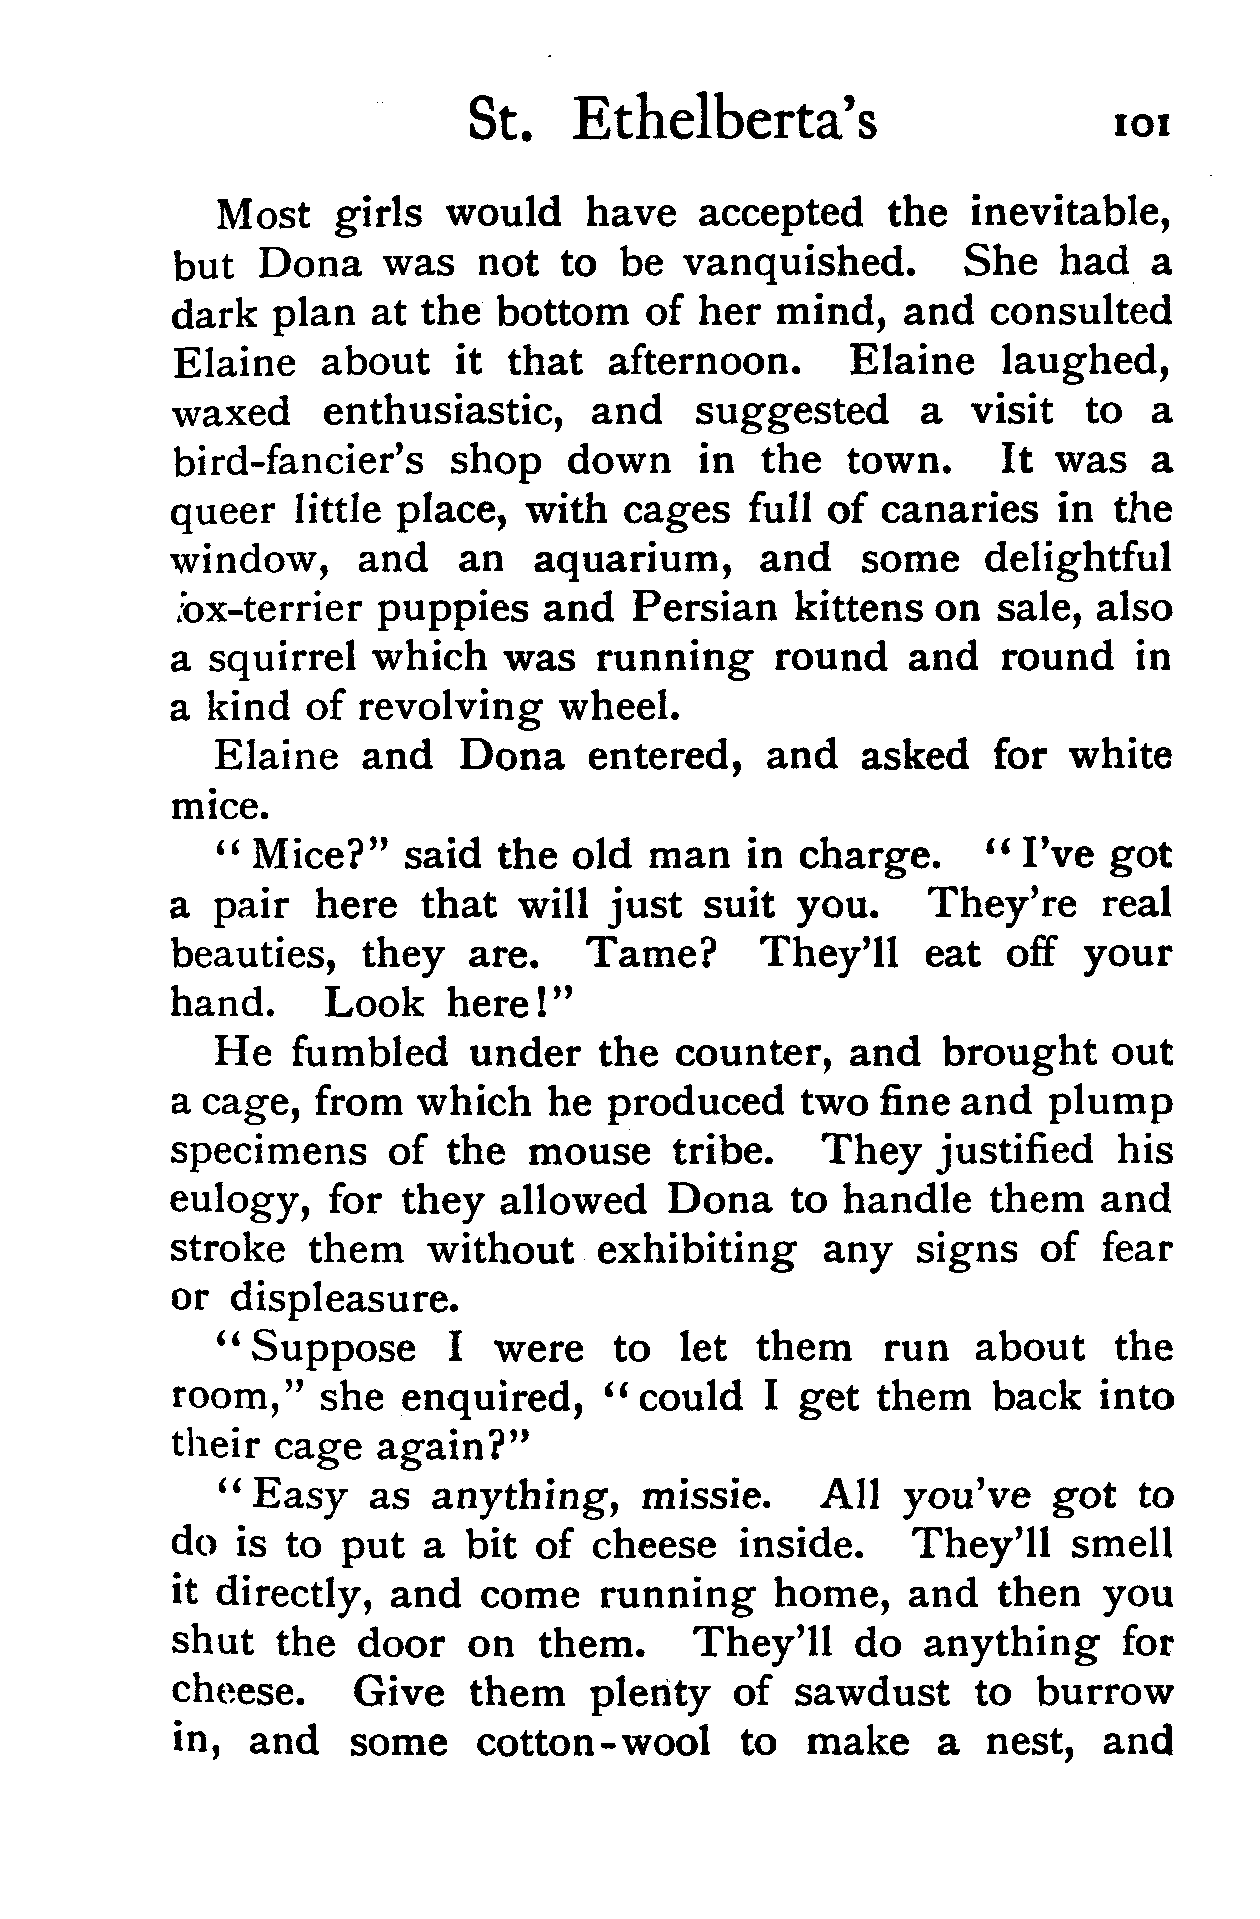 St. Ethelberta's 101
Most girls would have accepted the inevitable,
but Dona was not to be vanquished. She had a
dark plan at the bottom of her mind, and consulted
Elaine about it that afternoon. Elaine laughed,
waxed enthusiastic, and suggested a visit to a
bird-fancier's shop down in the town. It was a
queer little place, with cages full of canaries in the
window, and an aquarium, and some delightful
fox-terrier puppies and Persian kittens on sale, also
a squirrel which was running round and round in
a kind of revolving wheel.
Elaine and Dona entered, and asked for white
mice.
"Mice?" said the old man in charge. "I've got
a pair here that will just suit you. They're real
beauties, they are. Tame? They'll eat off your
hand. Look here!"
He fumbled under the counter, and brought out
a cage, from which he produced two fine and plump
specimens of the mouse tribe. They justified his
eulogy, for they allowed Dona to handle them and
stroke them without exhibiting any signs of fear
or displeasure.
"Suppose I were to let them run about the
room," she enquired, "could I get them back into
their cage again?"
"Easy as anything, missie. All you've got to
do is to put a bit of cheese inside. They'll smell
it directly, and come running home, and then you
shut the door on them. They'll do anything for
cheese. Give them plenty of sawdust to burrow
in, and some cotton-wool to make a nest, and